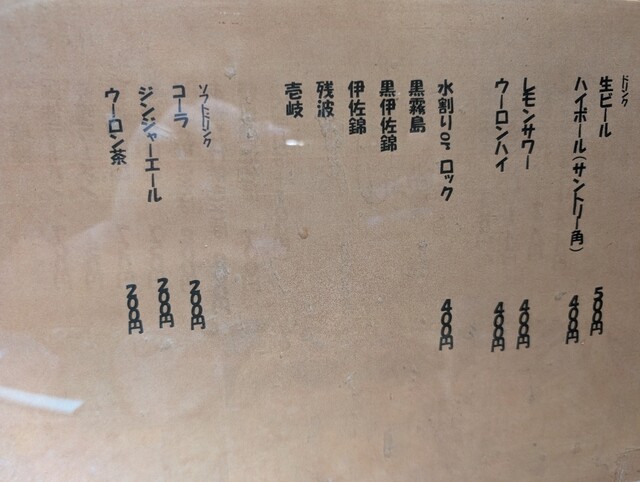 ドリンク
生ビール 500円
ハイボール(サントリー角) 400円
レモンサワー 400円
ウーロンハイ 400円
水割りor ロック 400円
黒霧島
黒伊佐錦
伊佐錦
残波
壱岐
ソフトドリンク 200円
コーラ 200円
ジンジャーエール 200円
ウーロン茶